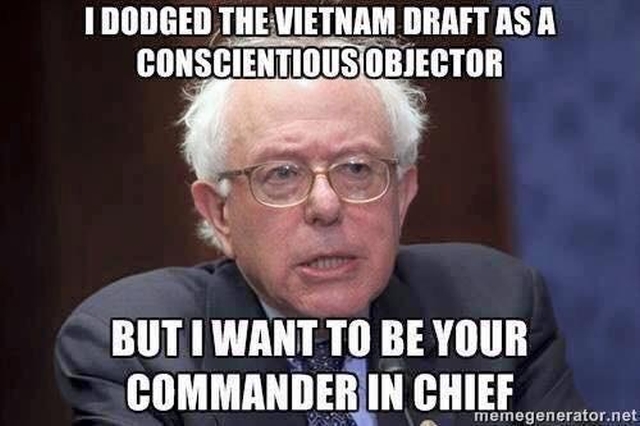 I DODGED THE VIETNAM DRAFT AS A
CONSCIENTIOUS OBJECTOR
BUT I WANT TO BE YOUR
COMMANDER IN CHIEF
memegenerator.net